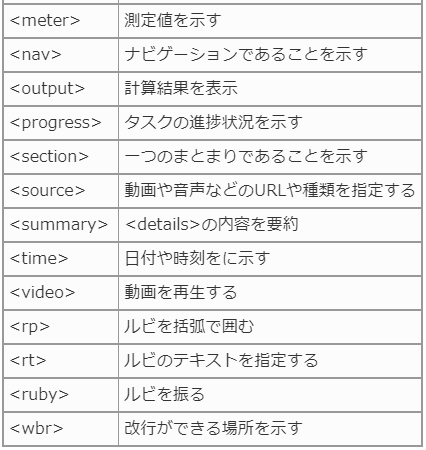 <meter> 測定値を示す
<nav> ナビゲーションであることを示す
<output> 計算結果を表示
<progress> タスクの進捗状況を示す
<section> 一つのまとまりであることを示す
<source> 動画や音声などのURLや種類を指定する
<summary> <details>の内容を要約
<time> 日付や時刻をに示す
<video> 動画を再生する
<rp> ルビを括弧で囲む
<rt> ルビのテキストを指定する
<ruby> ルビを振る
<wbr> 改行ができる場所を示す